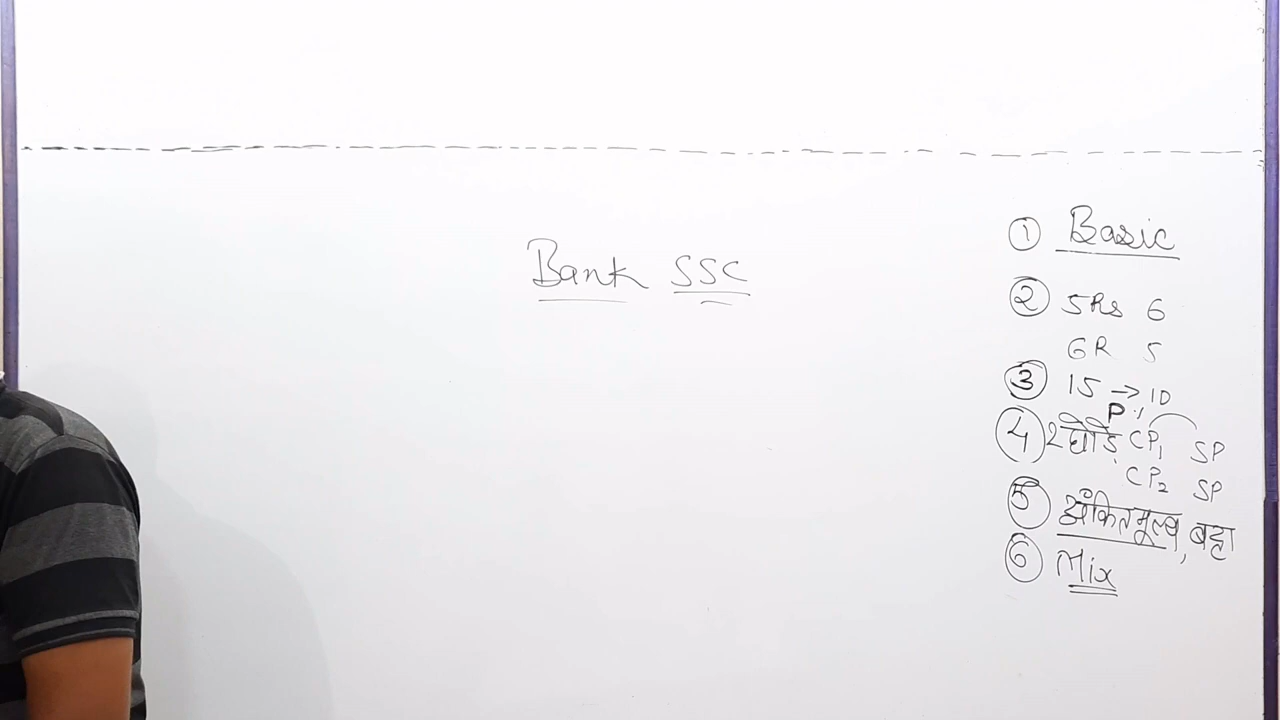 Bank SSC
① Basic
② 5Rs 6
6R 5
③ 15 → 10
P%
④ 2 घोड़े CP₁ SP
CP₂ SP
⑤ अंकितमूल्य, बट्टा
⑥ Mix